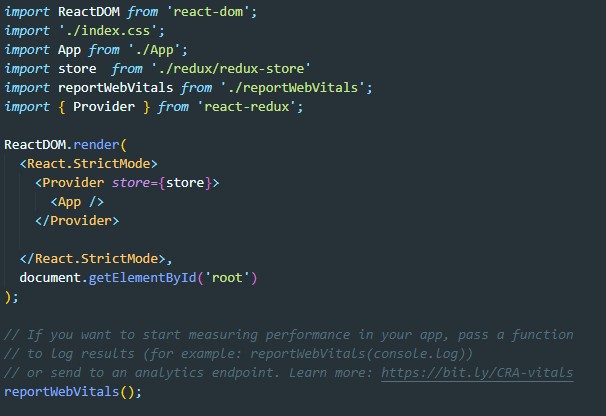 import ReactDOM from 'react-dom';
import './index.css';
import App from './App';
import store  from './redux/redux-store'
import reportWebVitals from './reportWebVitals';
import { Provider } from 'react-redux';

ReactDOM.render(
  <React.StrictMode>
    <Provider store={store}>
      <App />
    </Provider>

  </React.StrictMode>,
  document.getElementById('root')
);

// If you want to start measuring performance in your app, pass a function
// to log results (for example: reportWebVitals(console.log))
// or send to an analytics endpoint. Learn more: https://bit.ly/CRA-vitals
reportWebVitals();